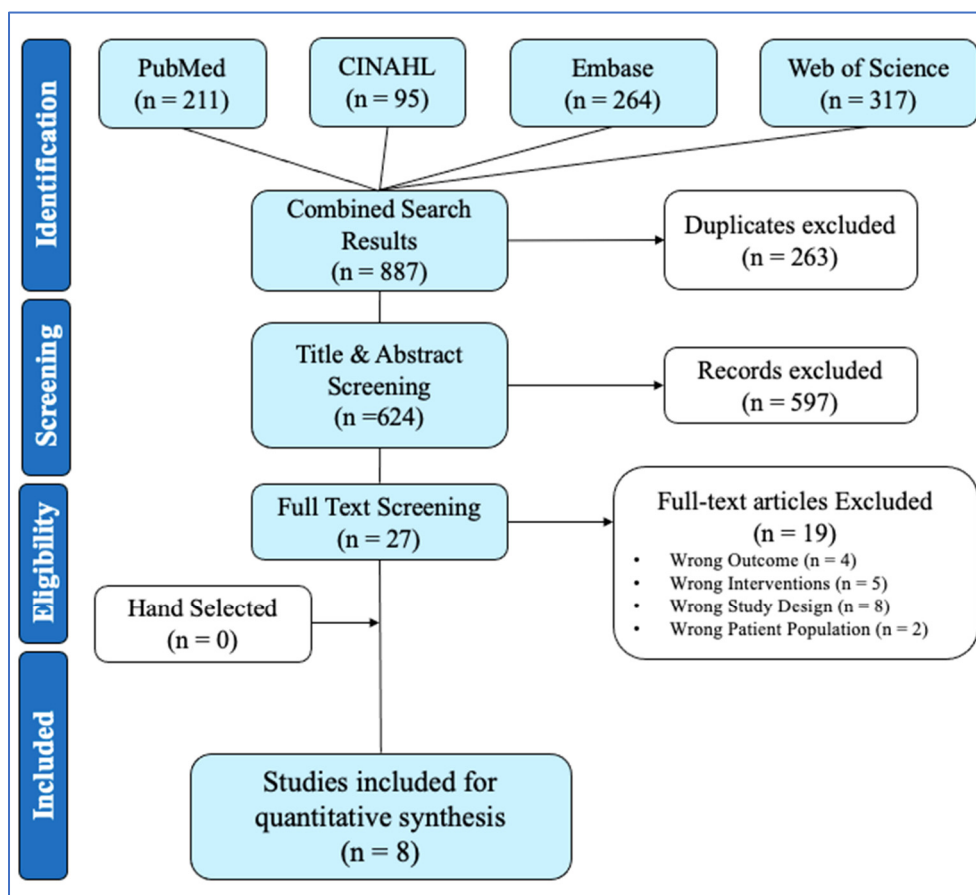 Identification
PubMed
(n = 211)
CINAHL
(n = 95)
Embase
(n = 264)
Web of Science
(n = 317)
Combined Search
Results
(n = 887)
Duplicates excluded
(n = 263)
Screening
Title & Abstract
Screening
(n =624)
Records excluded
(n = 597)
Eligibility
Full Text Screening
(n = 27)
Full-text articles Excluded
(n = 19)
• Wrong Outcome (n = 4)
• Wrong Interventions (n = 5)
• Wrong Study Design (n = 8)
• Wrong Patient Population (n = 2)
Hand Selected
(n = 0)
Included
Studies included for
quantitative synthesis
(n = 8)